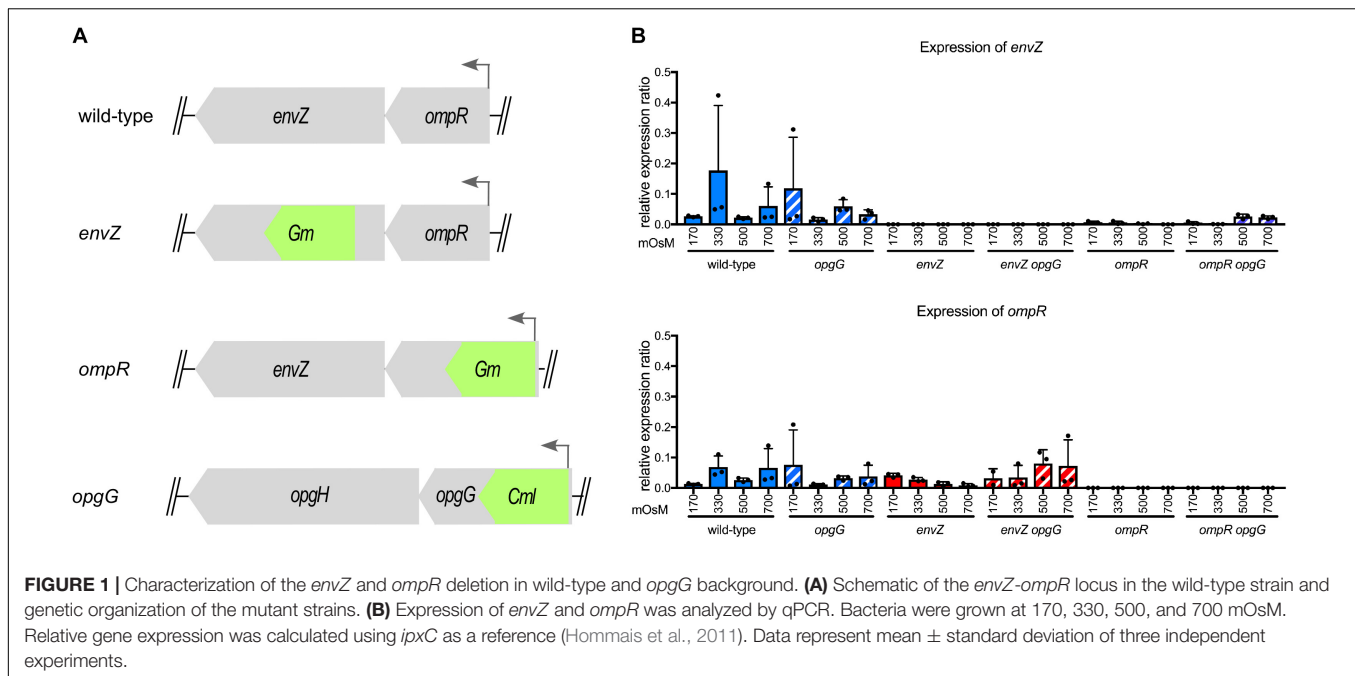 A
wild-type
envZ
ompR
envZ
Gm
ompR
ompR
envZ
Gm
opgG
opgH
opgG
Cml
B
Expression of envZ
relative expression ratio
0.5
0.4
0.3
0.2
0.1
0.0
mOsM
170 330 500 700 170 330 500 700 170 330 500 700 170 330 500 700 170 330 500 700 170 330 500 700
wild-type opgG envZ envZ opgG ompR ompR opgG
Expression of ompR
relative expression ratio
0.5
0.4
0.3
0.2
0.1
0.0
mOsM
170 330 500 700 170 330 500 700 170 330 500 700 170 330 500 700 170 330 500 700 170 330 500 700
wild-type opgG envZ envZ opgG ompR ompR opgG
FIGURE 1 | Characterization of the envZ and ompR deletion in wild-type and opgG background. (A) Schematic of the envZ-ompR locus in the wild-type strain and
genetic organization of the mutant strains. (B) Expression of envZ and ompR was analyzed by qPCR. Bacteria were grown at 170, 330, 500, and 700 mOsM.
Relative gene expression was calculated using ipxC as a reference (Hommais et al., 2011). Data represent mean ± standard deviation of three independent
experiments.